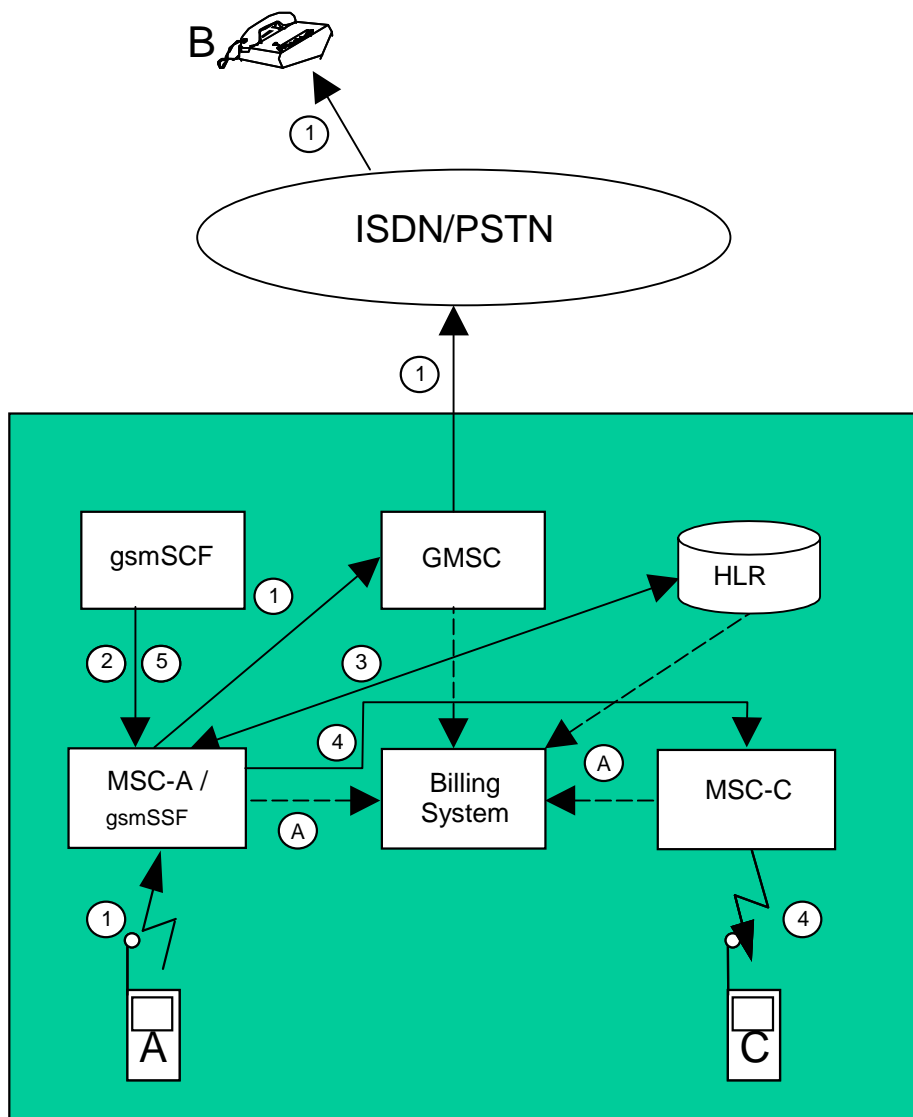 B
1
ISDN/PSTN
1
gsmSCF
GMSC
HLR
1
2
5
3
4
MSC-A /
gsmSSF
Billing
System
MSC-C
A
A
1
4
A
C